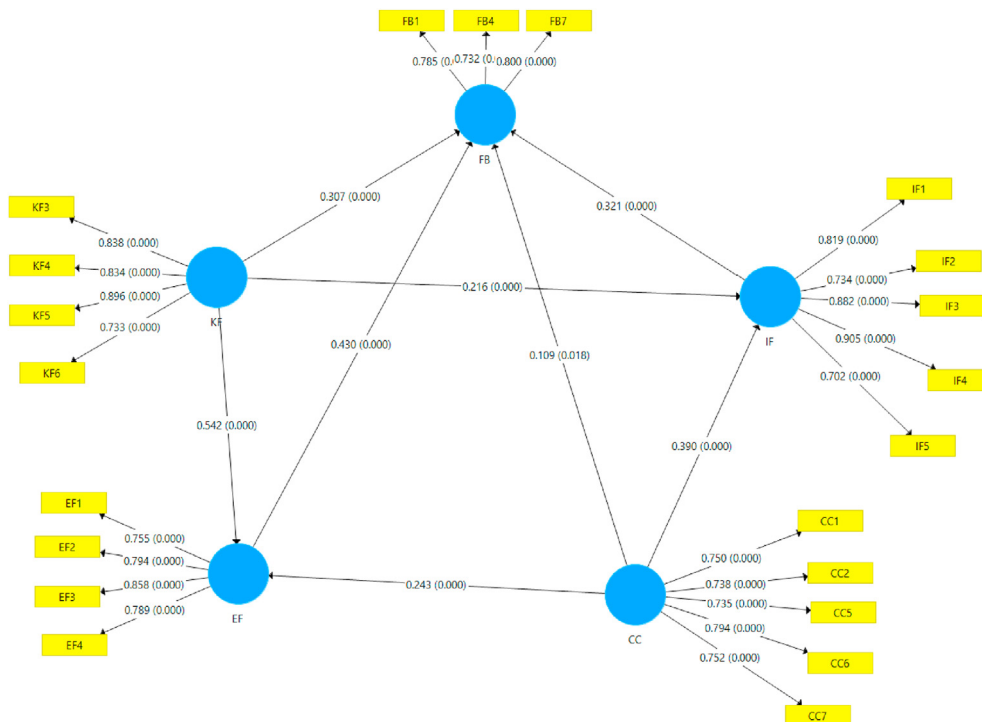 FB1 FB4 FB7
0.785 (0. 0.732 (0. 0.800 (0.000)
FB
0.307 (0.000)
0.321 (0.000)
KF3
0.838 (0.000)
KF4
0.834 (0.000)
KF5
0.896 (0.000)
KF6
0.733 (0.000)
KF
0.216 (0.000)
IF1
0.819 (0.000)
IF2
0.734 (0.000)
IF3
0.882 (0.000)
IF
0.905 (0.000)
IF4
0.702 (0.000)
IF5
0.430 (0.000)
0.109 (0.018)
0.542 (0.000)
0.390 (0.000)
EF1
0.755 (0.000)
EF2
0.794 (0.000)
EF3
0.858 (0.000)
EF4
0.789 (0.000)
EF
0.243 (0.000)
CC
CC1
0.750 (0.000)
CC2
0.738 (0.000)
CC5
0.735 (0.000)
CC6
0.794 (0.000)
0.752 (0.000)
CC7